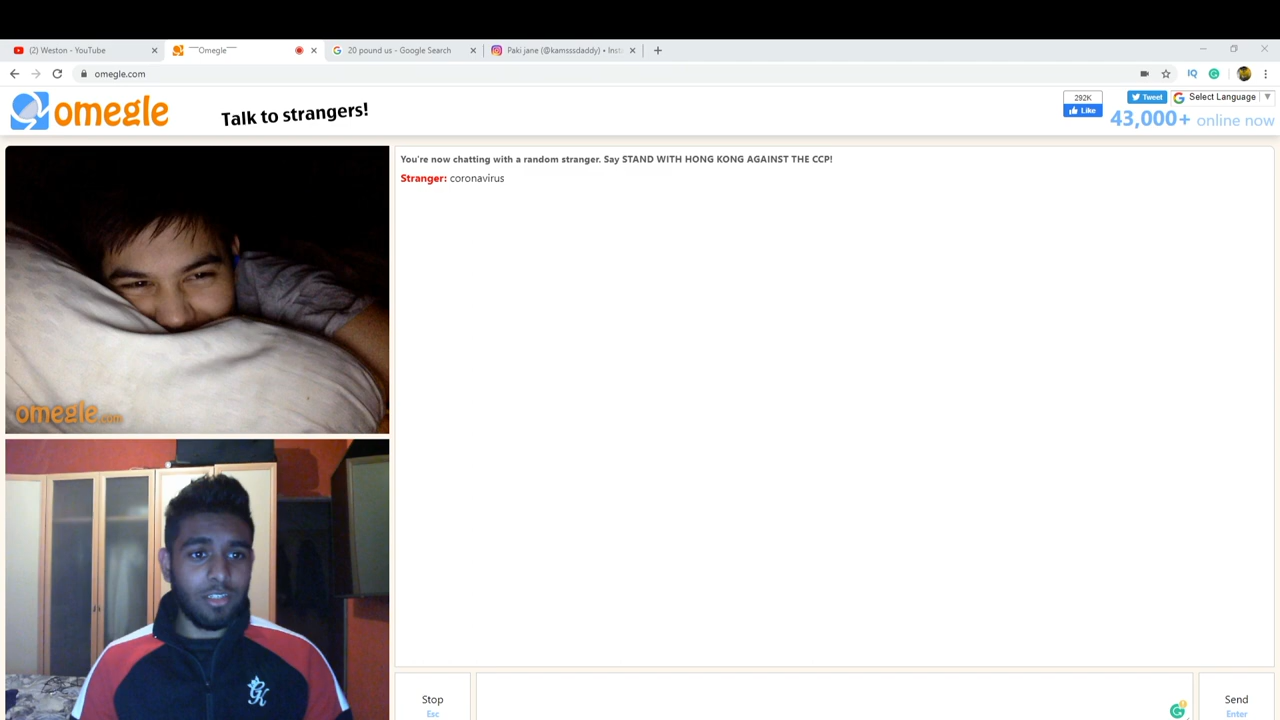 (2) Weston - YouTube
Omegle
20 pound us - Google Search
Paki jane (@kamsssdaddy) • Inst
omegle.com
IQ
omegle
Talk to strangers!
292K
Like
Tweet
Select Language
43,000+ online now
You're now chatting with a random stranger. Say STAND WITH HONG KONG AGAINST THE CCP!
Stranger: coronavirus
omegle.com
GK
Stop
Esc
Send
Enter